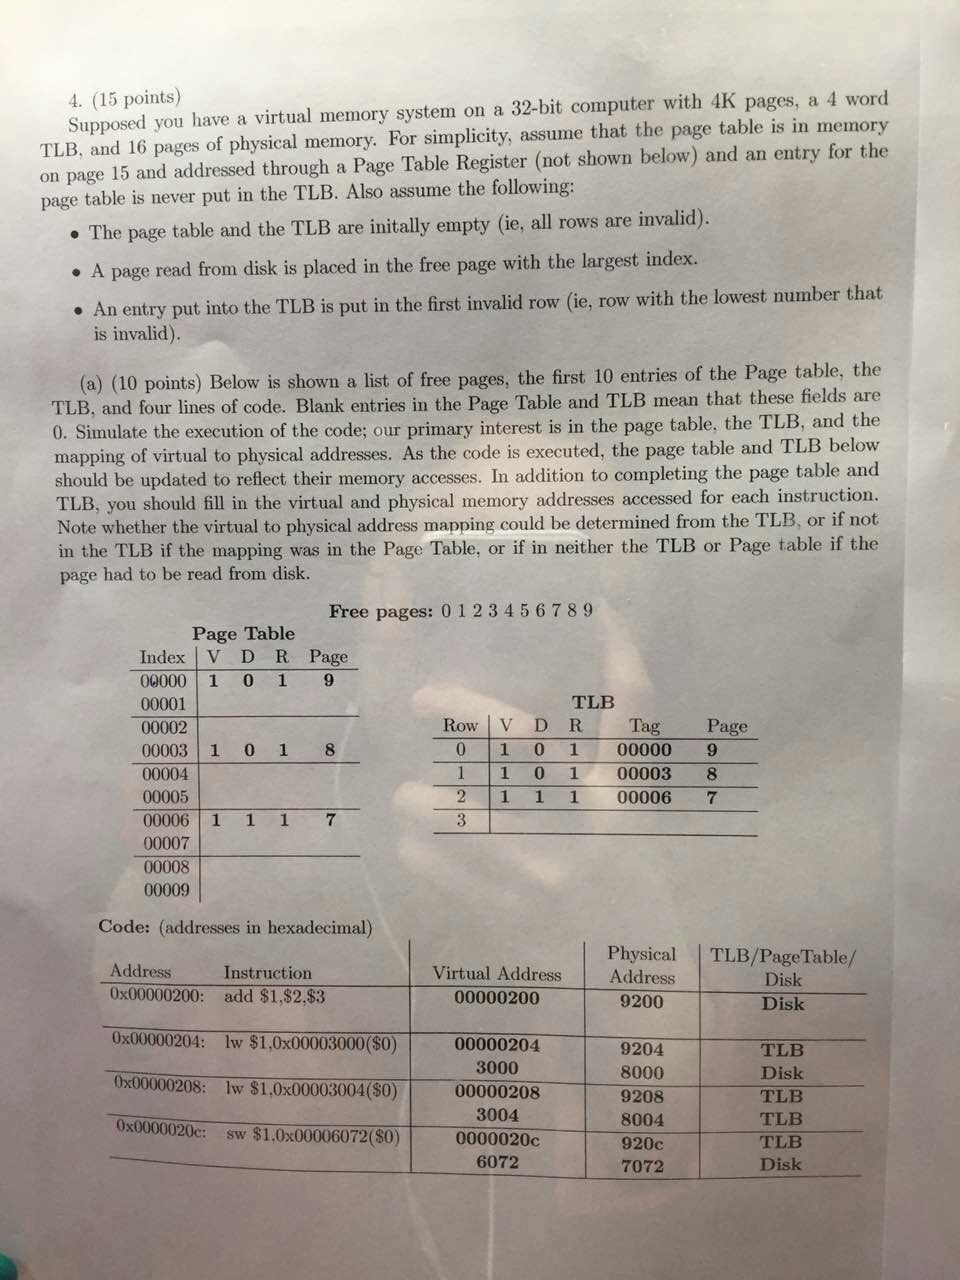 4. (15 points)
Supposed you have a virtual memory system on a 32-bit computer with 4K pages, a 4 word
TLB, and 16 pages of physical memory. For simplicity, assume that the page table is in memory
on page 15 and addressed through a Page Table Register (not shown below) and an entry for the
page table is never put in the TLB. Also assume the following:
• The page table and the TLB are initally empty (ie, all rows are invalid).
• A page read from disk is placed in the free page with the largest index.
• An entry put into the TLB is put in the first invalid row (ie, row with the lowest number that
is invalid).
(a) (10 points) Below is shown a list of free pages, the first 10 entries of the Page table, the
TLB, and four lines of code. Blank entries in the Page Table and TLB mean that these fields are
0. Simulate the execution of the code; our primary interest is in the page table, the TLB, and the
mapping of virtual to physical addresses. As the code is executed, the page table and TLB below
should be updated to reflect their memory accesses. In addition to completing the page table and
TLB, you should fill in the virtual and physical memory addresses accessed for each instruction.
Note whether the virtual to physical address mapping could be determined from the TLB, or if not
in the TLB if the mapping was in the Page Table, or if in neither the TLB or Page table if the
page had to be read from disk.
Free pages: 0 1 2 3 4 5 6 7 8 9
Page Table
Index V D R Page
00000 1 0 1 9
00001
00002
00003 1 0 1 8
00004
00005
00006 1 1 1 7
00007
00008
00009
TLB
Row V D R Tag Page
0 1 0 1 00000 9
1 1 0 1 00003 8
2 1 1 1 00006 7
3
Code: (addresses in hexadecimal)
Physical TLB/PageTable/
Address Instruction Virtual Address Address Disk
0x00000200: add $1,$2,$3 00000200 9200 Disk
0x00000204: lw $1,0x00003000($0) 00000204 9204 TLB
3000 8000 Disk
0x00000208: lw $1,0x00003004($0) 00000208 9208 TLB
3004 8004 TLB
0x0000020c: sw $1,0x00006072($0) 0000020c 920c TLB
6072 7072 Disk